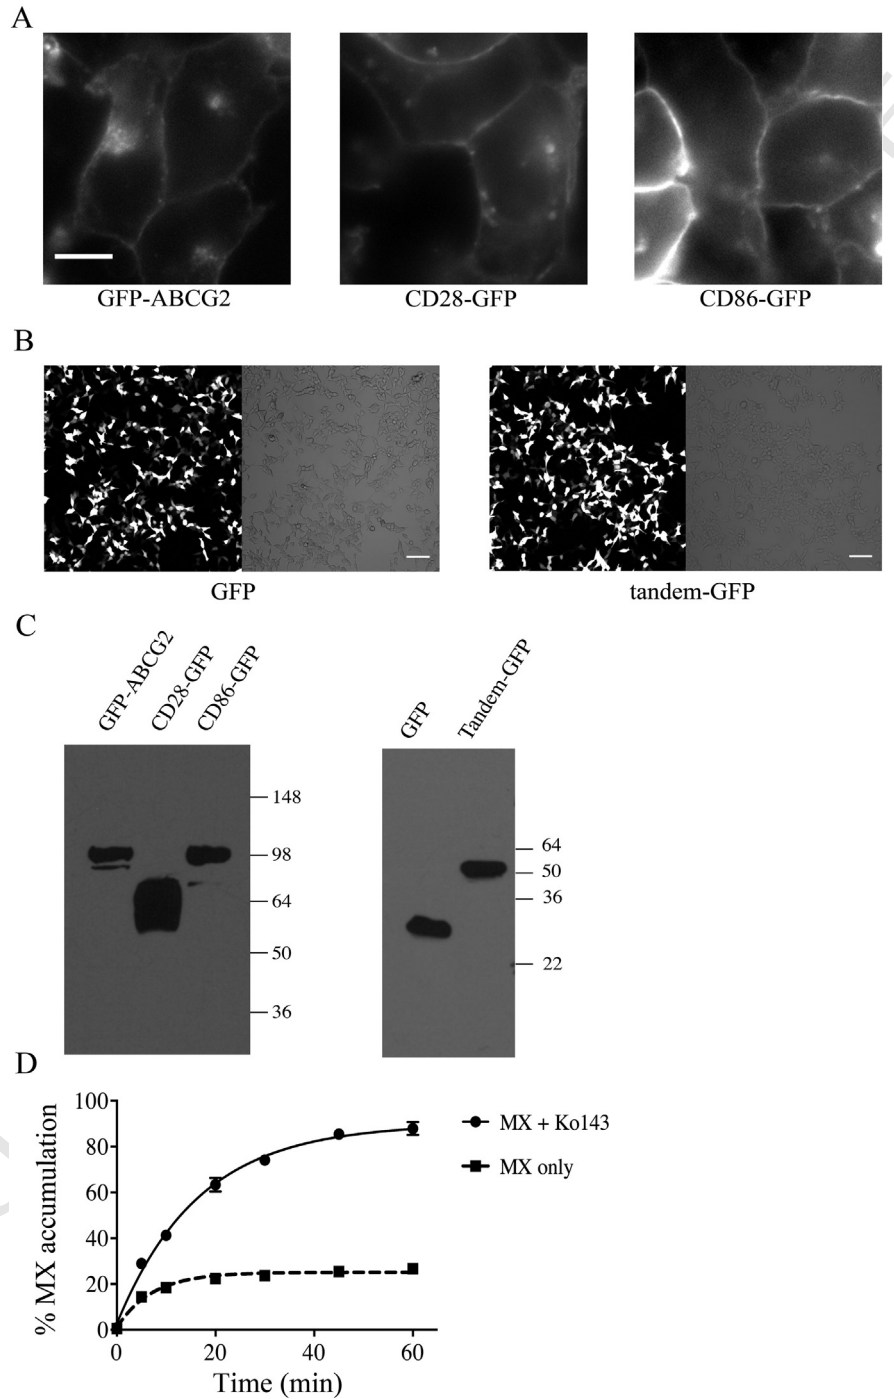 A
GFP-ABCG2
CD28-GFP
CD86-GFP
B
GFP
tandem-GFP
C
GFP-ABCG2
CD28-GFP
CD86-GFP
148
98
64
50
36
GFP
Tandem-GFP
64
50
36
22
D
% MX accumulation
100
80
60
40
20
0
0
20
40
60
Time (min)
MX + Ko143
MX only